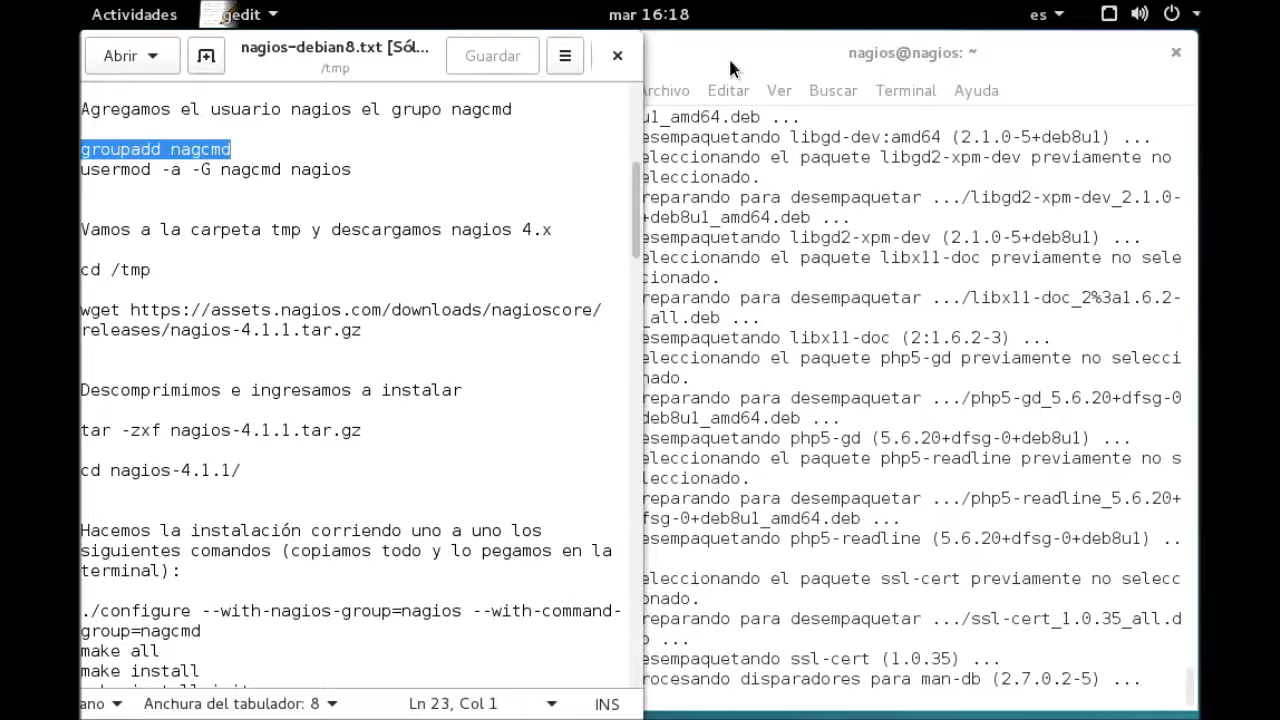 Actividades
gedit
mar 16:18
es
Abrir
nagios-debian8.txt [Sól...
/tmp
Guardar
Agregamos el usuario nagios el grupo nagcmd
groupadd nagcmd
usermod -a -G nagcmd nagios
Vamos a la carpeta tmp y descargamos nagios 4.x
cd /tmp
wget https://assets.nagios.com/downloads/nagioscore/
releases/nagios-4.1.1.tar.gz
Descomprimimos e ingresamos a instalar
tar -zxf nagios-4.1.1.tar.gz
cd nagios-4.1.1/
Hacemos la instalación corriendo uno a uno los
siguientes comandos (copiamos todo y lo pegamos en la
terminal):
./configure --with-nagios-group=nagios --with-command-
group=nagcmd
make all
make install
ano
Anchura del tabulador: 8
Ln 23, Col 1
INS
nagios@nagios: ~
rchivo Editar Ver Buscar Terminal Ayuda
u1_amd64.deb ...
esempaquetando libgd-dev:amd64 (2.1.0-5+deb8u1) ...
eleccionando el paquete libgd2-xpm-dev previamente no
eleccionado.
reparando para desempaquetar .../libgd2-xpm-dev_2.1.0-
+deb8u1_amd64.deb ...
esempaquetando libgd2-xpm-dev (2.1.0-5+deb8u1) ...
eleccionando el paquete libx11-doc previamente no sele
cionado.
reparando para desempaquetar .../libx11-doc_2%3a1.6.2-
_all.deb ...
esempaquetando libx11-doc (2:1.6.2-3) ...
eleccionando el paquete php5-gd previamente no selecci
nado.
reparando para desempaquetar .../php5-gd_5.6.20+dfsg-0
deb8u1_amd64.deb ...
esempaquetando php5-gd (5.6.20+dfsg-0+deb8u1) ...
eleccionando el paquete php5-readline previamente no s
leccionado.
reparando para desempaquetar .../php5-readline_5.6.20+
fsg-0+deb8u1_amd64.deb ...
esempaquetando php5-readline (5.6.20+dfsg-0+deb8u1) ..
eleccionando el paquete ssl-cert previamente no selecc
onado.
reparando para desempaquetar .../ssl-cert_1.0.35_all.d
b ...
esempaquetando ssl-cert (1.0.35) ...
rocesando disparadores para man-db (2.7.0.2-5) ...